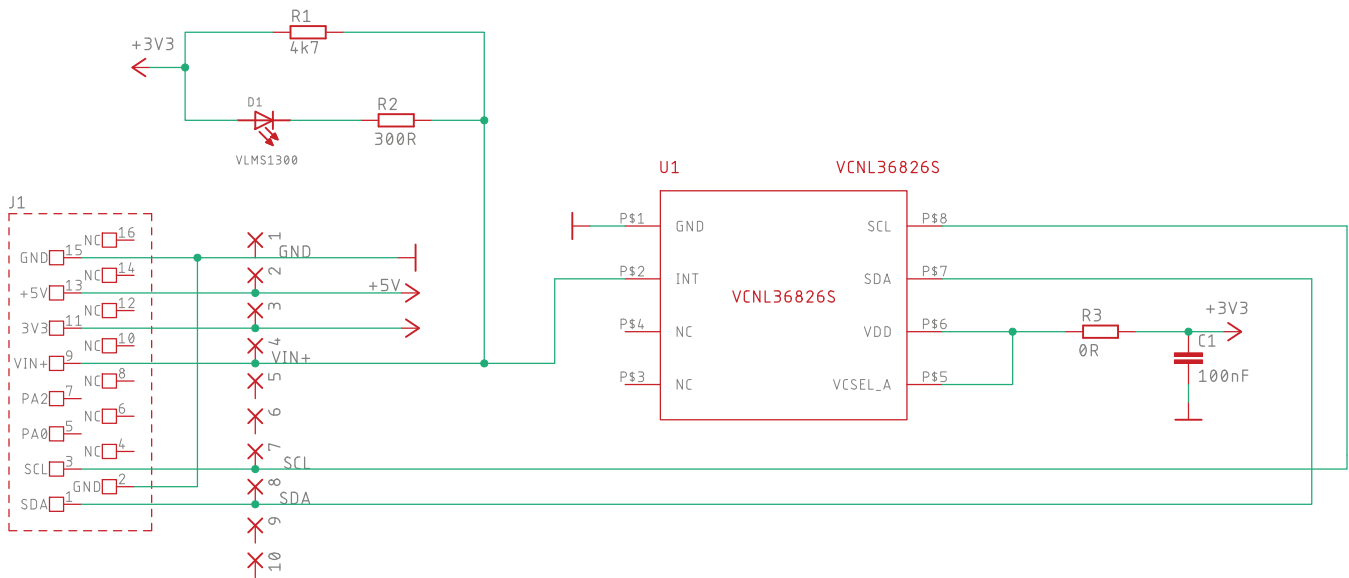 R1
4k7
+3V3
D1
VLMS1300
R2
300R
J1
NC 16
GND 15
NC 14
+5V 13
NC 12
3V3 11
NC 10
VIN+ 9
NC 8
PA2 7
NC 6
PA0 5
NC 4
SCL 3
GND 2
SDA 1
1
GND
2
+5V
3
4
VIN+
5
6
7
SCL
8
SDA
9
10
U1
VCNL36826S
P$1 GND
P$2 INT
P$4 NC
P$3 NC
VCNL36826S
SCL P$8
SDA P$7
VDD P$6
VCSEL_A P$5
R3
0R
+3V3
C1
100nF